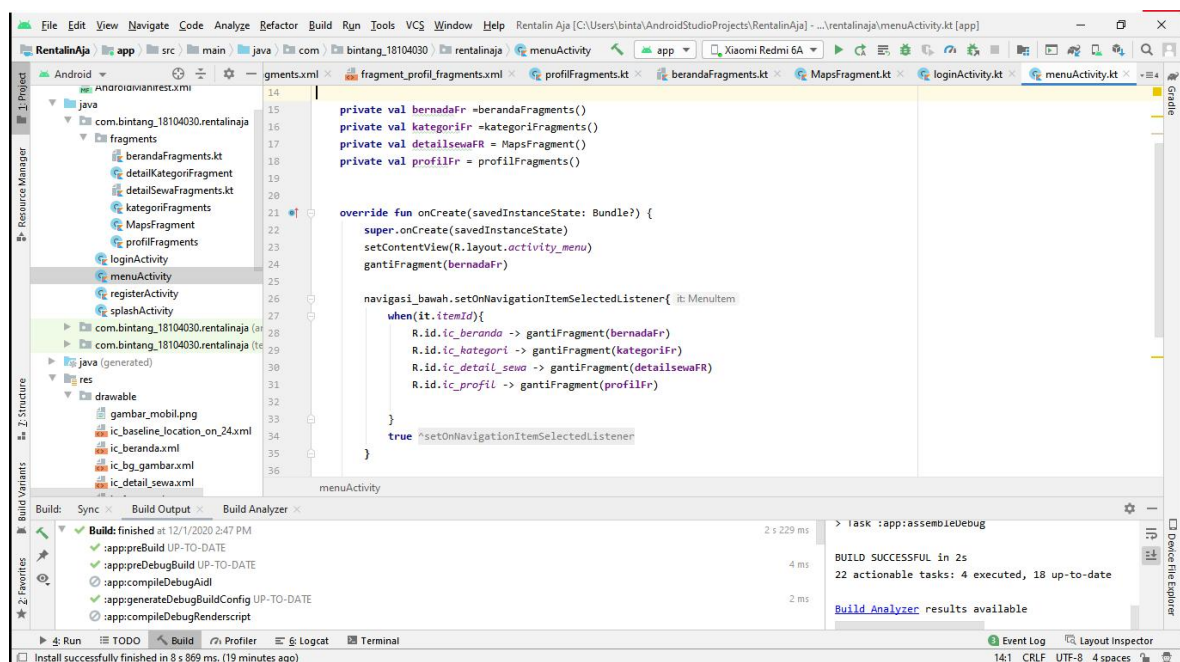 File Edit View Navigate Code Analyze Refactor Build Run Tools VCS Window Help Rentalin Aja [C:\Users\binta\AndroidStudioProjects\RentalinAja] - ...\rentalinaja\menuActivity.kt [app]
RentalinAja app src main java com bintang_18104030 rentalinaja menuActivity app Xiaomi Redmi 6A
Android gments.xml fragment_profil_fragments.xml profilFragments.kt berandaFragments.kt MapsFragment.kt loginActivity.kt menuActivity.kt
1: Project
Resource Manager
Z: Structure
Build Variants
2: Favorites
Gradle
Device File Explorer
AndroidManifest.xml
java
com.bintang_18104030.rentalinaja
fragments
berandaFragments.kt
detailKategoriFragment
detailSewaFragments.kt
kategoriFragments
MapsFragment
profilFragments
loginActivity
menuActivity
registerActivity
splashActivity
com.bintang_18104030.rentalinaja (a
com.bintang_18104030.rentalinaja (te
java (generated)
res
drawable
gambar_mobil.png
ic_baseline_location_on_24.xml
ic_beranda.xml
ic_bg_gambar.xml
ic_detail_sewa.xml
14
15 private val bernadaFr =berandaFragments()
16 private val kategoriFr =kategoriFragments()
17 private val detailsewaFR = MapsFragment()
18 private val profilFr = profilFragments()
19
20
21 override fun onCreate(savedInstanceState: Bundle?) {
22 super.onCreate(savedInstanceState)
23 setContentView(R.layout.activity_menu)
24 gantiFragment(bernadaFr)
25
26 navigasi_bawah.setOnNavigationItemSelectedListener{ it: MenuItem
27 when(it.itemId){
28 R.id.ic_beranda -> gantiFragment(bernadaFr)
29 R.id.ic_kategori -> gantiFragment(kategoriFr)
30 R.id.ic_detail_sewa -> gantiFragment(detailsewaFR)
31 R.id.ic_profil -> gantiFragment(profilFr)
32
33 }
34 true ^setOnNavigationItemSelectedListener
35 }
36
menuActivity
Build: Sync Build Output Build Analyzer
Build: finished at 12/1/2020 2:47 PM 2 s 229 ms
:app:preBuild UP-TO-DATE
:app:preDebugBuild UP-TO-DATE 4 ms
:app:compileDebugAidl
:app:generateDebugBuildConfig UP-TO-DATE 2 ms
:app:compileDebugRenderscript
> Task :app:assembleDebug
BUILD SUCCESSFUL in 2s
22 actionable tasks: 4 executed, 18 up-to-date
Build Analyzer results available
4: Run TODO Build Profiler 6: Logcat Terminal 3 Event Log Layout Inspector
Install successfully finished in 8 s 869 ms. (19 minutes ago) 14:1 CRLF UTF-8 4 spaces